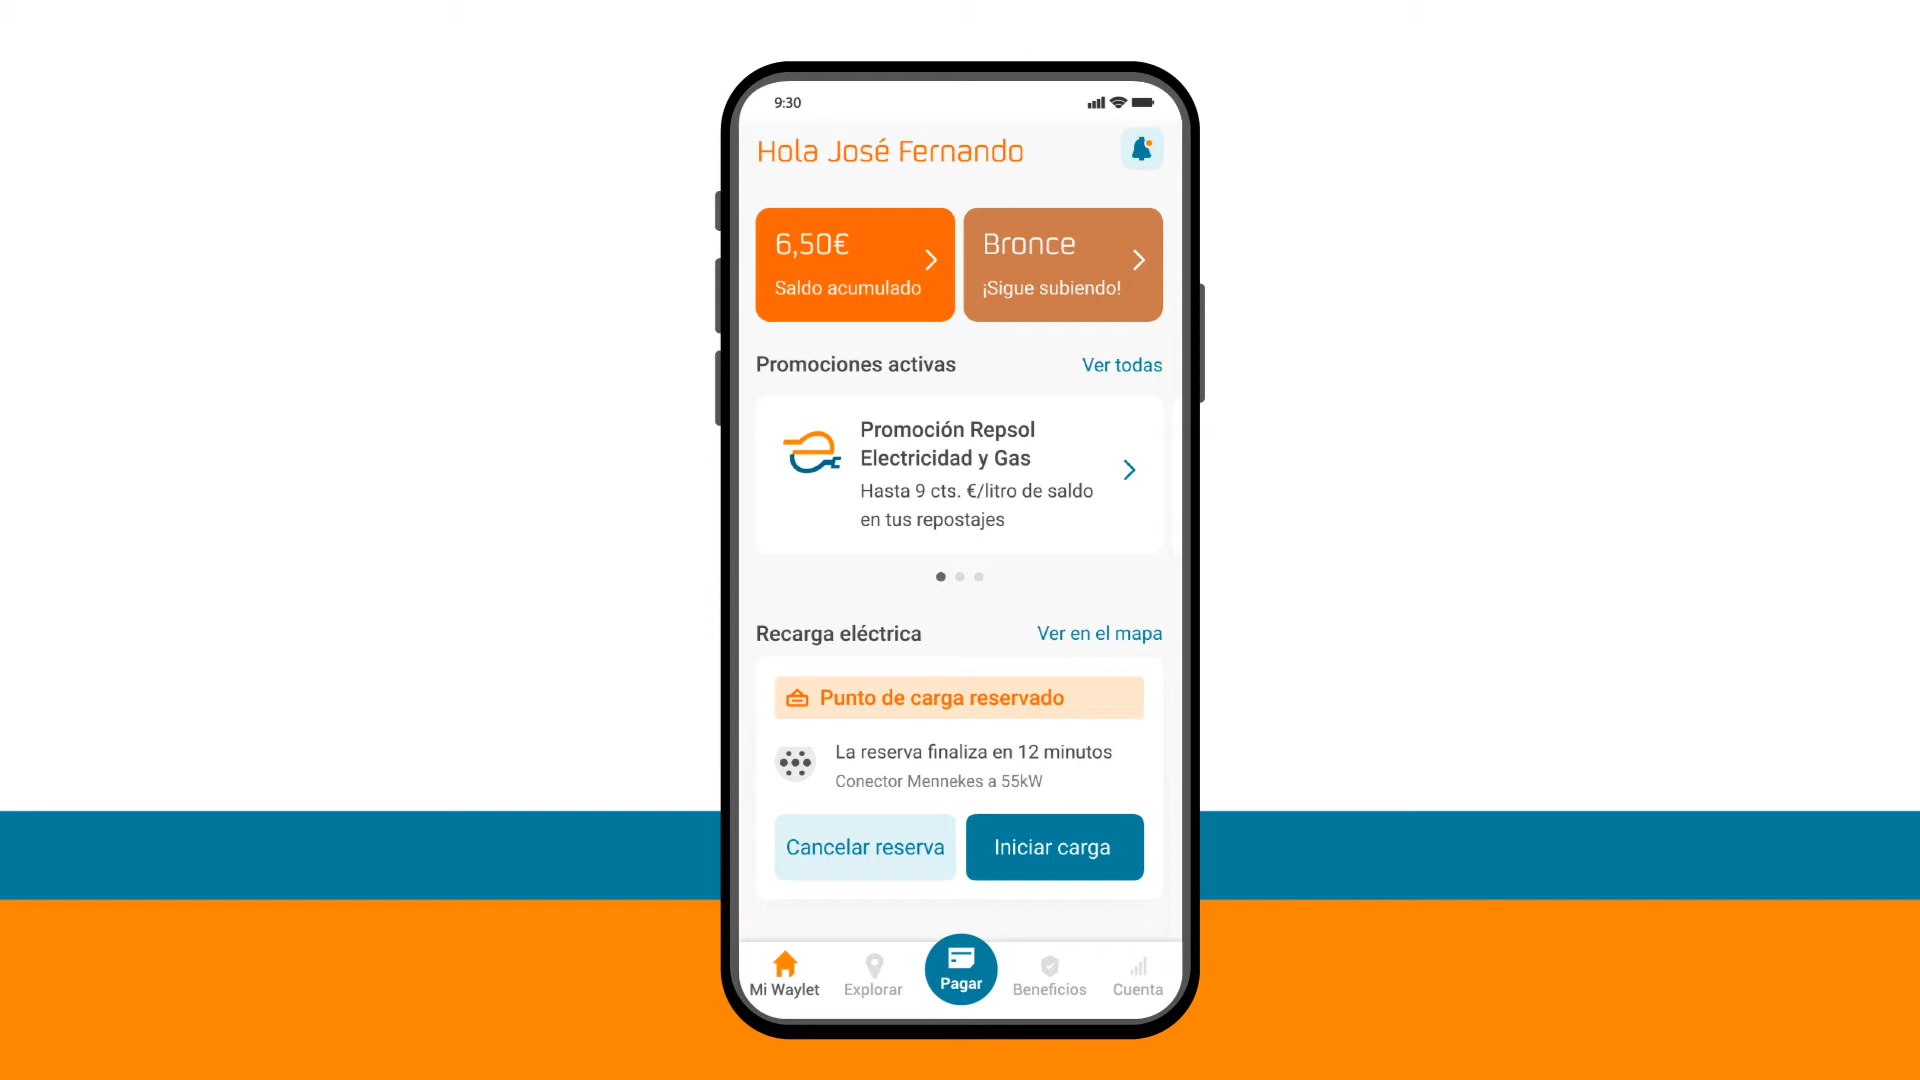 9:30
Hola José Fernando
6,50€
Saldo acumulado
Bronce
¡Sigue subiendo!
Promociones activas
Ver todas
Promoción Repsol
Electricidad y Gas
Hasta 9 cts. €/litro de saldo
en tus repostajes
Recarga eléctrica
Ver en el mapa
Punto de carga reservado
La reserva finaliza en 12 minutos
Conector Mennekes a 55kW
Cancelar reserva
Iniciar carga
Mi Waylet
Explorar
Pagar
Beneficios
Cuenta